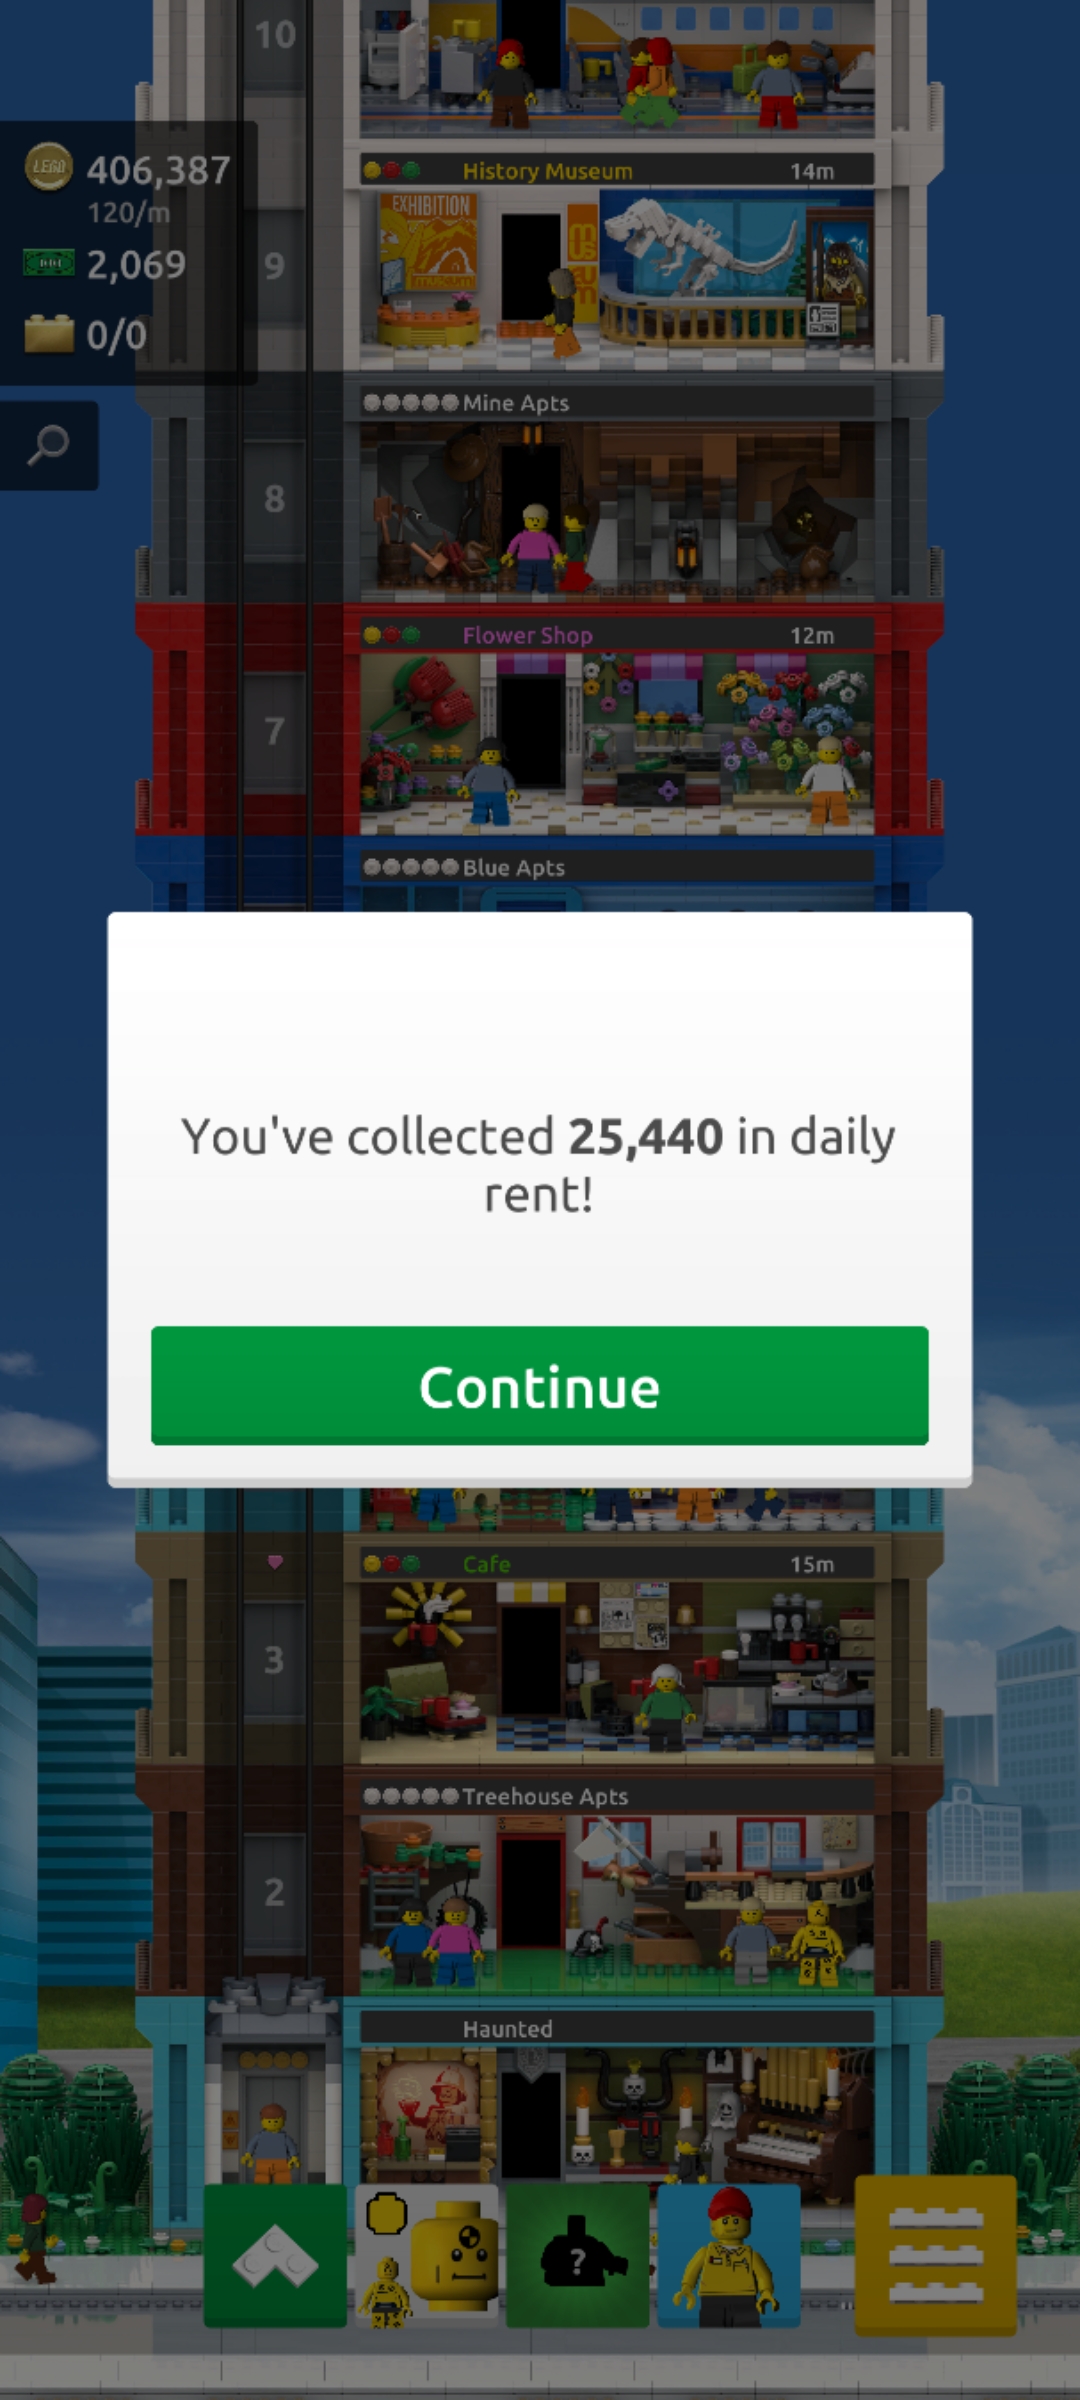 10
LEGO 406,387
120/m
2,069
0/0
History Museum 14m
EXHIBITION
museum
9
Mine Apts
8
Flower Shop 12m
7
Blue Apts
You've collected 25,440 in daily
rent!
Continue
Cafe 15m
3
Treehouse Apts
2
Haunted
?